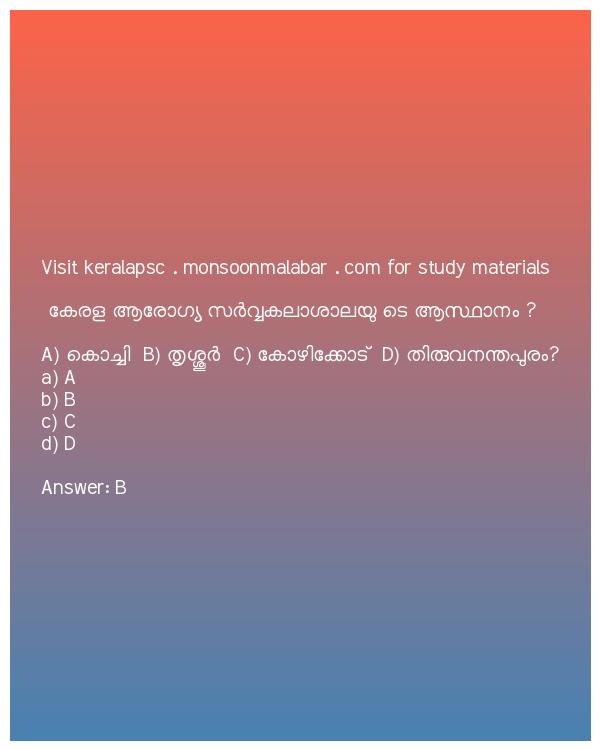 Visit keralapsc . monsoonmalabar . com for study materials
കേരള ആരോഗ്യ സർവ്വകലാശാലയു ടെ ആസ്ഥാനം ?
A) കൊച്ചി B) തൃശ്ശൂർ C) കോഴിക്കോട് D) തിരുവനന്തപുരം?
a) A
b) B
c) C
d) D
Answer: B